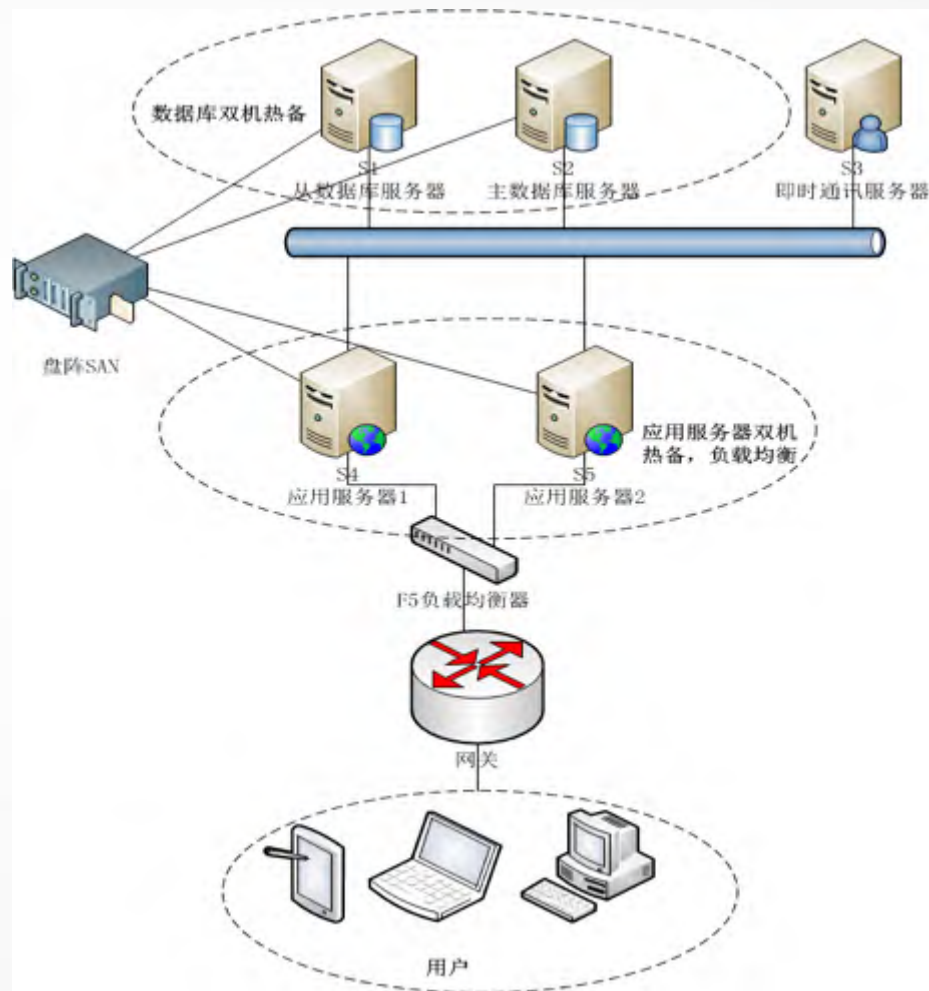 数据库双机热备
S1
从数据库服务器
S2
主数据库服务器
S3
即时通讯服务器
盘阵SAN
应用服务器双机
热备，负载均衡
S4
应用服务器1
S5
应用服务器2
F5负载均衡器
网关
用户